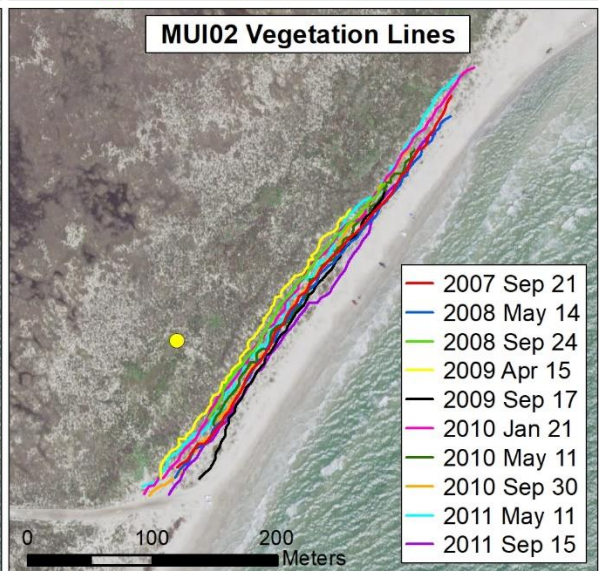 MUI02 Vegetation Lines
2007 Sep 21
2008 May 14
2008 Sep 24
2009 Apr 15
2009 Sep 17
2010 Jan 21
2010 May 11
2010 Sep 30
2011 May 11
2011 Sep 15
0 100 200
Meters